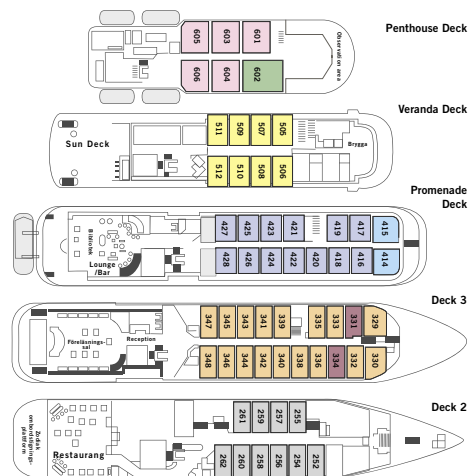 Penthouse Deck
605 603 601
Observation area
606 604 602
Veranda Deck
Sun Deck
511 509 507 505
Brygga
512 510 508 506
Promenade
Deck
427 425 423 421 419 417 415
Bibliotek
Lounge
/Bar
428 426 424 422 420 418 416 414
Deck 3
347 345 343 341 339 335 333 331 329
Föreläsnings-
sal
Reception
348 346 344 342 340 338 336 334 332 330
Deck 2
Zodiak
ombordstignings-
plattform
261 259 257 255
Restaurang
262 260 258 256 254 252